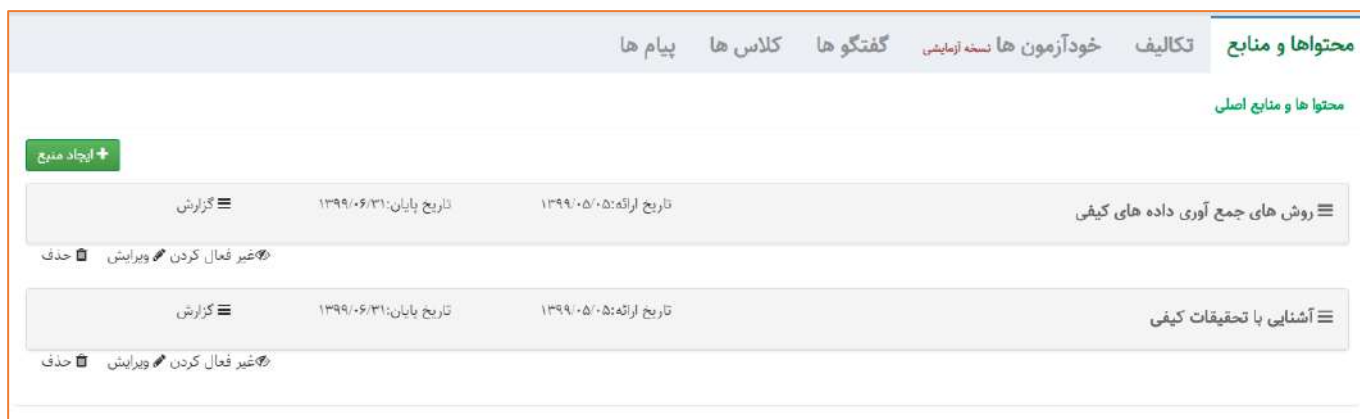 محتواها و منابع تکالیف خودآزمون ها نسخه آزمایشی گفتگو ها کلاس ها پیام ها
محتوا ها و منابع اصلی
ایجاد منبع
روش های جمع آوری داده های کیفی تاریخ ارائه:۱۳۹۹/۰۵/۰۵ تاریخ پایان:۱۳۹۹/۰۶/۳۱ گزارش
غیر فعال کردن ویرایش حذف
آشنایی با تحقیقات کیفی تاریخ ارائه:۱۳۹۹/۰۵/۰۵ تاریخ پایان:۱۳۹۹/۰۶/۳۱ گزارش
غیر فعال کردن ویرایش حذف